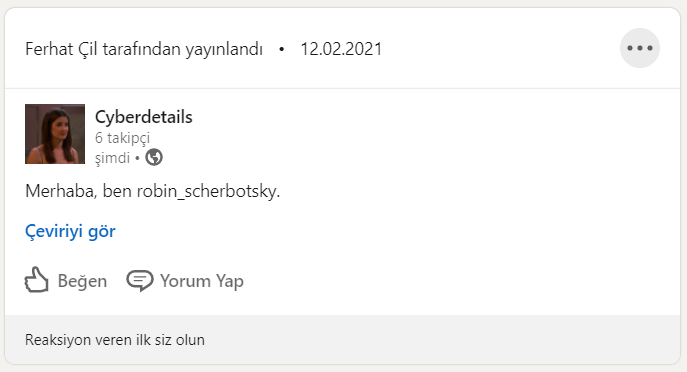 Ferhat Çil tarafından yayınlandı • 12.02.2021
Cyberdetails
6 takipçi
şimdi •
Merhaba, ben robin_scherbotsky.
Çeviriyi gör
Beğen Yorum Yap
Reaksiyon veren ilk siz olun